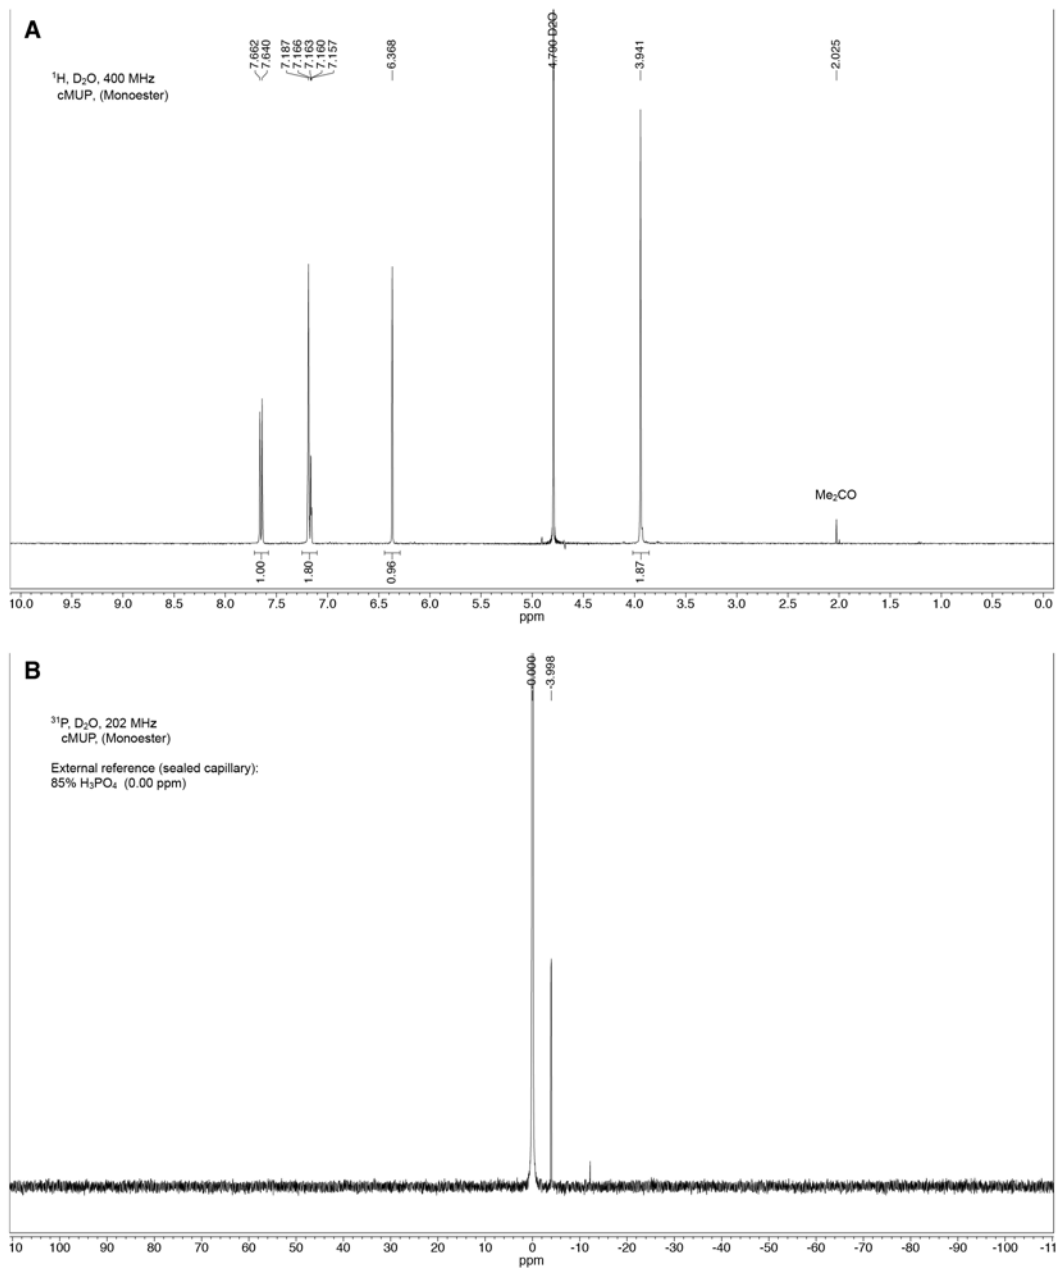 A
7.662
7.640
7.187
7.166
7.163
7.160
7.157
6.368
4.790 D2O
3.941
2.025
¹H, D₂O, 400 MHz
cMUP, (Monoester)
Me₂CO
1.00
1.80
0.96
1.87
10.0 9.5 9.0 8.5 8.0 7.5 7.0 6.5 6.0 5.5 5.0 4.5 4.0 3.5 3.0 2.5 2.0 1.5 1.0 0.5 0.0
ppm
B
-0.000
-3.998
³¹P, D₂O, 202 MHz
cMUP, (Monoester)
External reference (sealed capillary):
85% H₃PO₄ (0.00 ppm)
10 100 90 80 70 60 50 40 30 20 10 0 -10 -20 -30 -40 -50 -60 -70 -80 -90 -100 -11
ppm